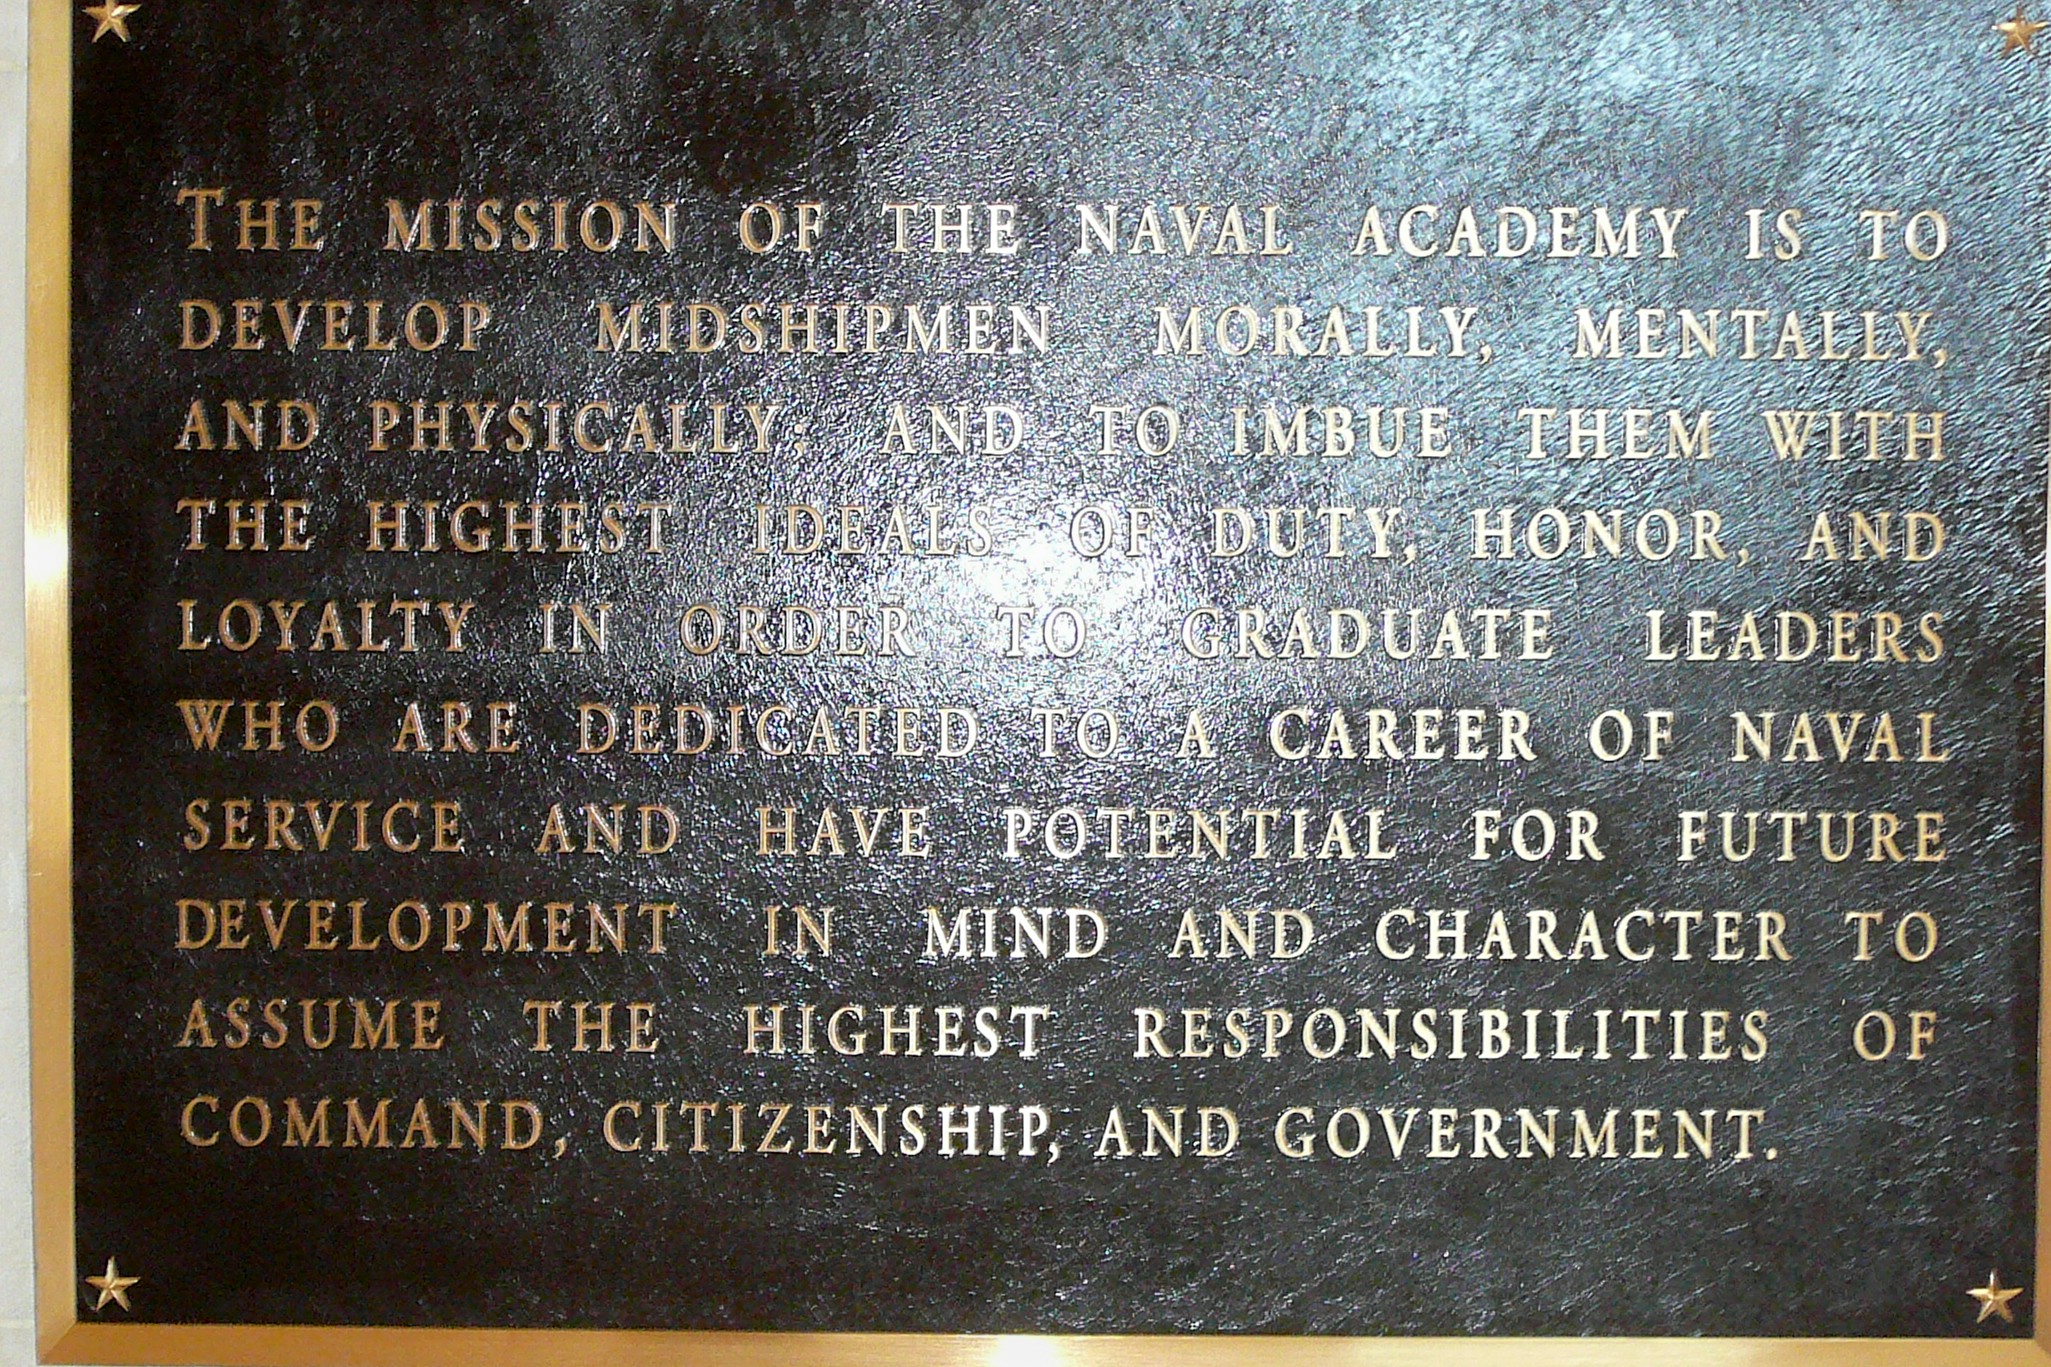 THE MISSION OF THE NAVAL ACADEMY IS TO
DEVELOP MIDSHIPMEN MORALLY, MENTALLY,
AND PHYSICALLY; AND TO IMBUE THEM WITH
THE HIGHEST IDEALS OF DUTY, HONOR, AND
LOYALTY IN ORDER TO GRADUATE LEADERS
WHO ARE DEDICATED TO A CAREER OF NAVAL
SERVICE AND HAVE POTENTIAL FOR FUTURE
DEVELOPMENT IN MIND AND CHARACTER TO
ASSUME THE HIGHEST RESPONSIBILITIES OF
COMMAND, CITIZENSHIP, AND GOVERNMENT.